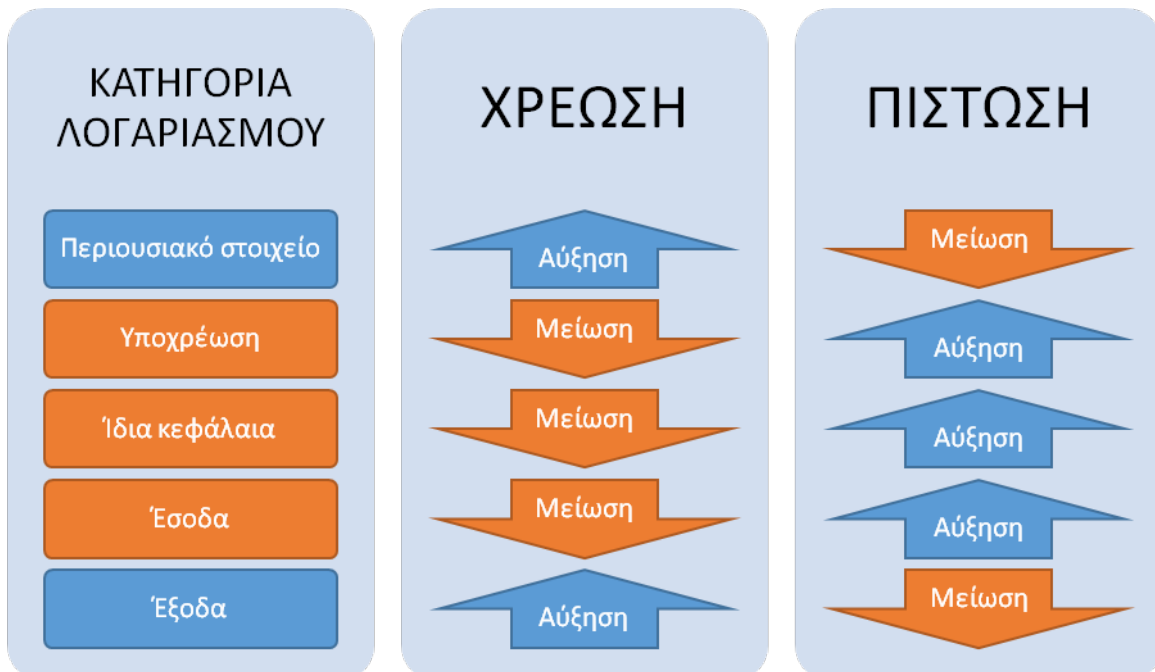 ΚΑΤΗΓΟΡΙΑ
ΛΟΓΑΡΙΑΣΜΟΥ
Περιουσιακό στοιχείο
Υποχρέωση
Ίδια κεφάλαια
Έσοδα
Έξοδα
ΧΡΕΩΣΗ
Αύξηση
Μείωση
Μείωση
Μείωση
Αύξηση
ΠΙΣΤΩΣΗ
Μείωση
Αύξηση
Αύξηση
Αύξηση
Μείωση